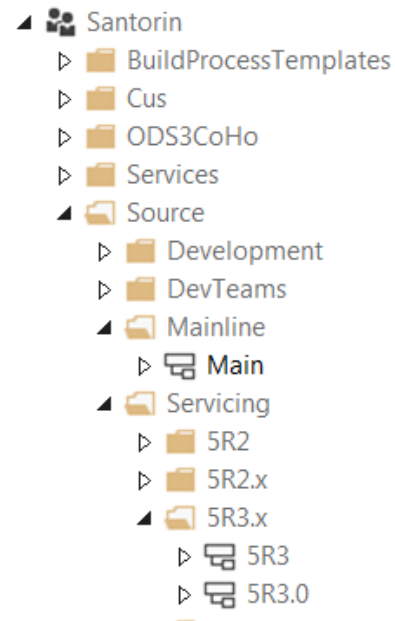 Santorin
BuildProcessTemplates
Cus
ODS3CoHo
Services
Source
Development
DevTeams
Mainline
Main
Servicing
5R2
5R2.x
5R3.x
5R3
5R3.0